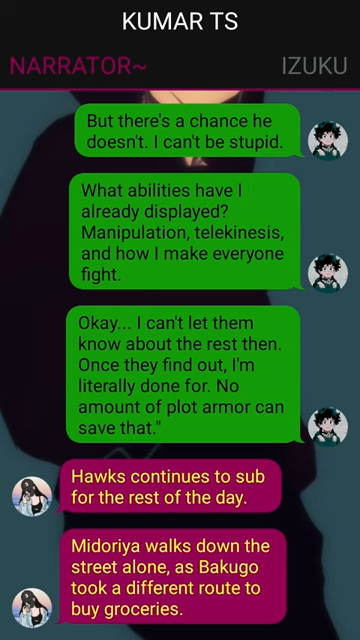 KUMAR TS
NARRATOR~
IZUKU
But there's a chance he
doesn't. I can't be stupid.
What abilities have I
already displayed?
Manipulation, telekinesis,
and how I make everyone
fight.
Okay... I can't let them
know about the rest then.
Once they find out, I'm
literally done for. No
amount of plot armor can
save that."
Hawks continues to sub
for the rest of the day.
Midoriya walks down the
street alone, as Bakugo
took a different route to
buy groceries.